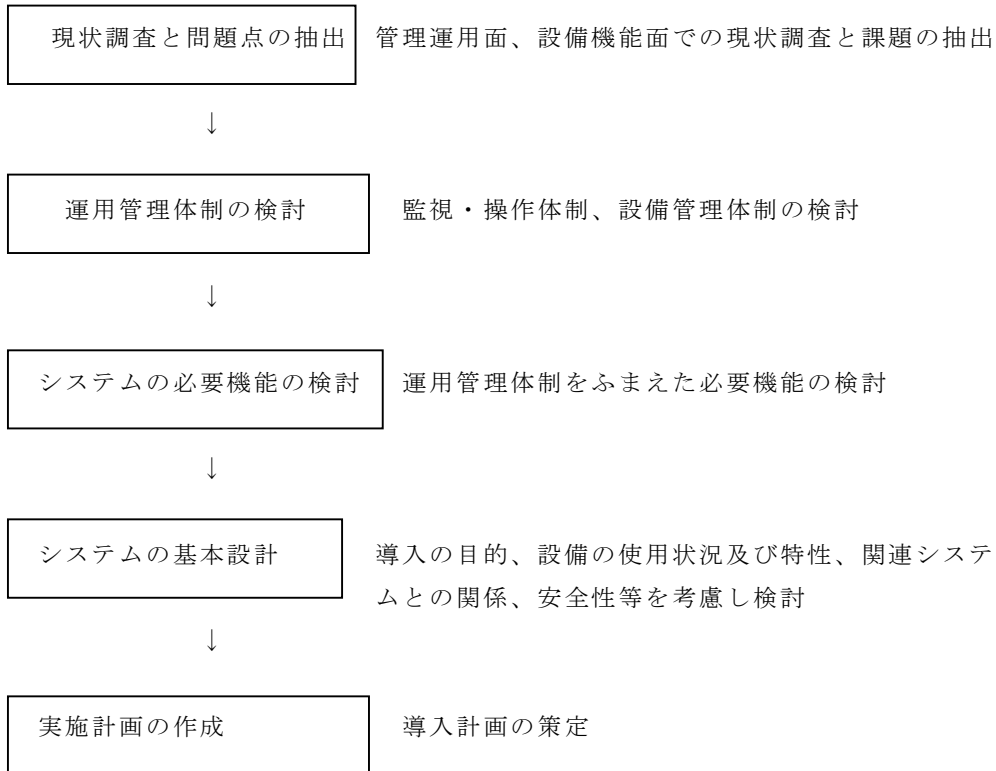 現状調査と問題点の抽出 管理運用面、設備機能面での現状調査と課題の抽出
↓
運用管理体制の検討 監視・操作体制、設備管理体制の検討
↓
システムの必要機能の検討 運用管理体制をふまえた必要機能の検討
↓
システムの基本設計 導入の目的、設備の使用状況及び特性、関連システ
ムとの関係、安全性等を考慮し検討
↓
実施計画の作成 導入計画の策定